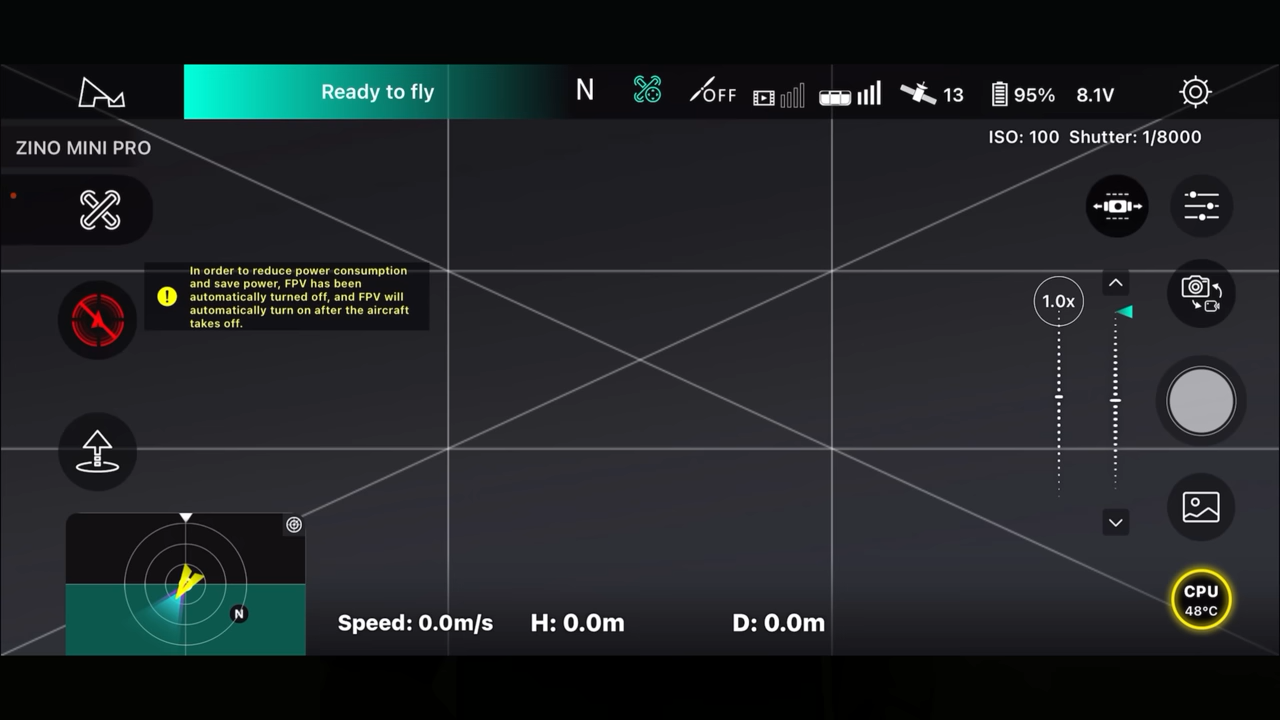 Ready to fly
N
OFF
13
95%
8.1V
ZINO MINI PRO
ISO: 100 Shutter: 1/8000
In order to reduce power consumption
and save power, FPV has been
automatically turned off, and FPV will
automatically turn on after the aircraft
takes off.
!
1.0x
N
Speed: 0.0m/s
H: 0.0m
D: 0.0m
CPU
48°C